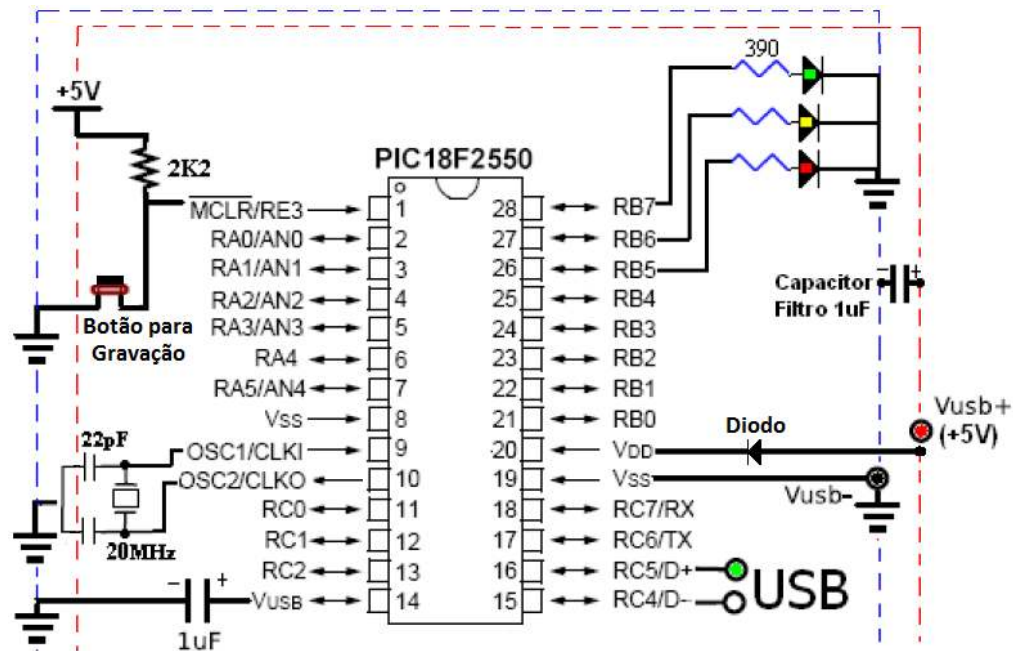 390
+5V
2K2
PIC18F2550
MCLR/RE3
RA0/AN0
RA1/AN1
RA2/AN2
RA3/AN3
RA4
RA5/AN4
Vss
OSC1/CLKI
OSC2/CLKO
RC0
RC1
RC2
VUSB
1
2
3
4
5
6
7
8
9
10
11
12
13
14
28
27
26
25
24
23
22
21
20
19
18
17
16
15
RB7
RB6
RB5
RB4
RB3
RB2
RB1
RB0
VDD
Vss
RC7/RX
RC6/TX
RC5/D+
RC4/D-
Botão para
Gravação
22pF
20MHz
- +
1uF
- +
Capacitor
Filtro 1uF
Diodo
Vusb+
(+5V)
Vusb-
USB